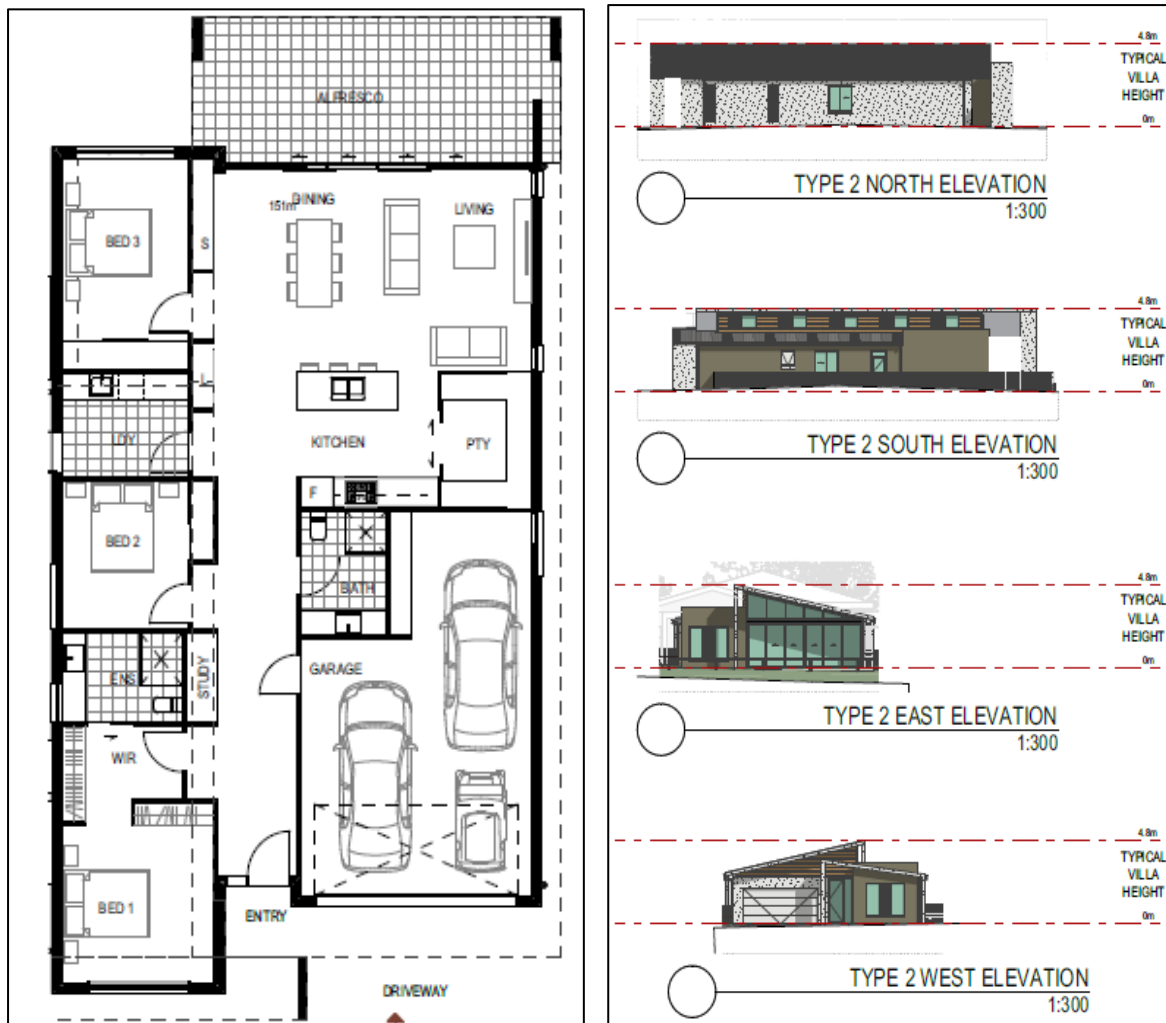 ALFRESCO
DINING
151m
LIVING
BED 3
S
L
LDY
KITCHEN
PTY
F
BED 2
BATH
ENS
STUDY
GARAGE
WIR
BED 1
ENTRY
DRIVEWAY
4.8m
TYPICAL
VILLA
HEIGHT
0m
TYPE 2 NORTH ELEVATION
1:300
4.8m
TYPICAL
VILLA
HEIGHT
0m
TYPE 2 SOUTH ELEVATION
1:300
4.8m
TYPICAL
VILLA
HEIGHT
0m
TYPE 2 EAST ELEVATION
1:300
4.8m
TYPICAL
VILLA
HEIGHT
0m
TYPE 2 WEST ELEVATION
1:300